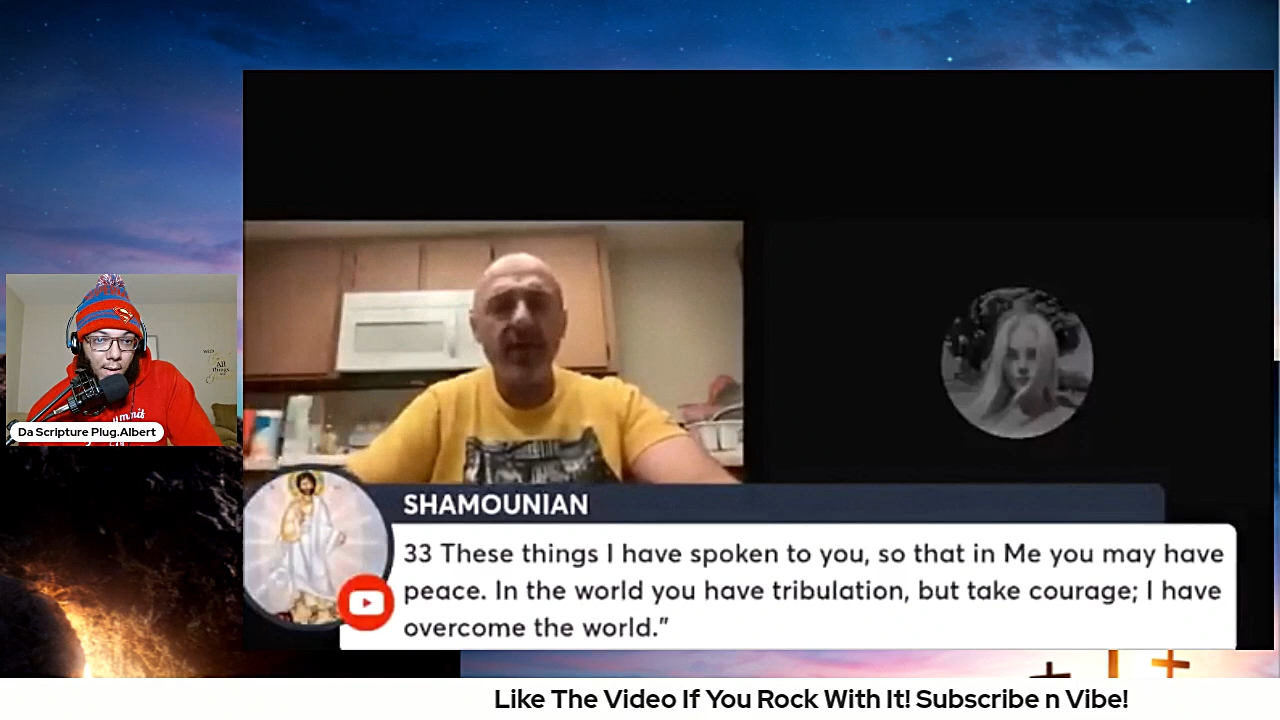 SHAMOUNIAN
33 These things I have spoken to you, so that in Me you may have
peace. In the world you have tribulation, but take courage; I have
overcome the world.”
Da Scripture Plug.Albert
Like The Video If You Rock With It! Subscribe n Vibe!